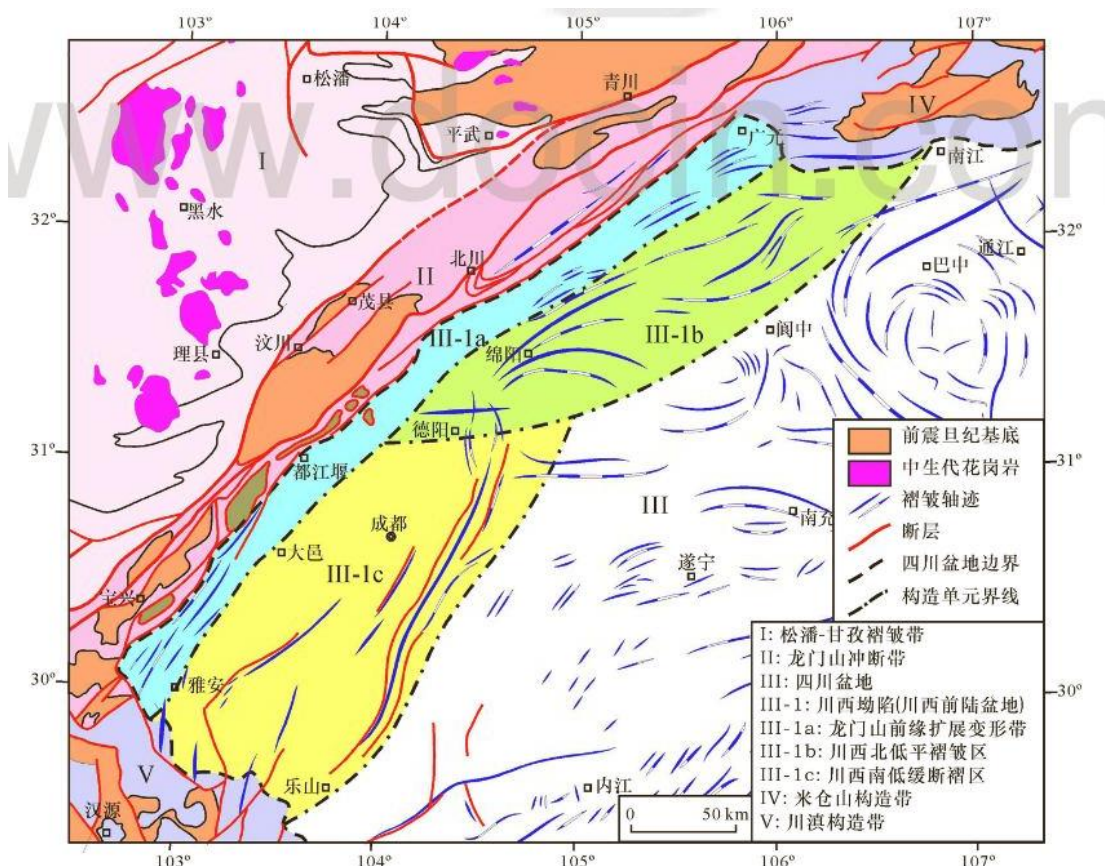 103°
104°
105°
106°
107°
www.docin.com
松潘
青川
IV
平武
广元
南江
I
32°
黑水
32°
通江
北川
巴中
II
茂县
III-1a
III-1b
阆中
汶川
理县
绵阳
德阳
31°
都江堰
31°
III
成都
南充
大邑
遂宁
III-1c
宝兴
30°
雅安
30°
V
乐山
内江
汉源
前震旦纪基底
中生代花岗岩
褶皱轴迹
断层
四川盆地边界
构造单元界线
I: 松潘-甘孜褶皱带
II: 龙门山冲断带
III: 四川盆地
III-1: 川西坳陷(川西前陆盆地)
III-1a: 龙门山前缘扩展变形带
III-1b: 川西北低平褶皱区
III-1c: 川西南低缓断褶区
IV: 米仓山构造带
V: 川滇构造带
0 50 km
103°
104°
105°
106°
107°